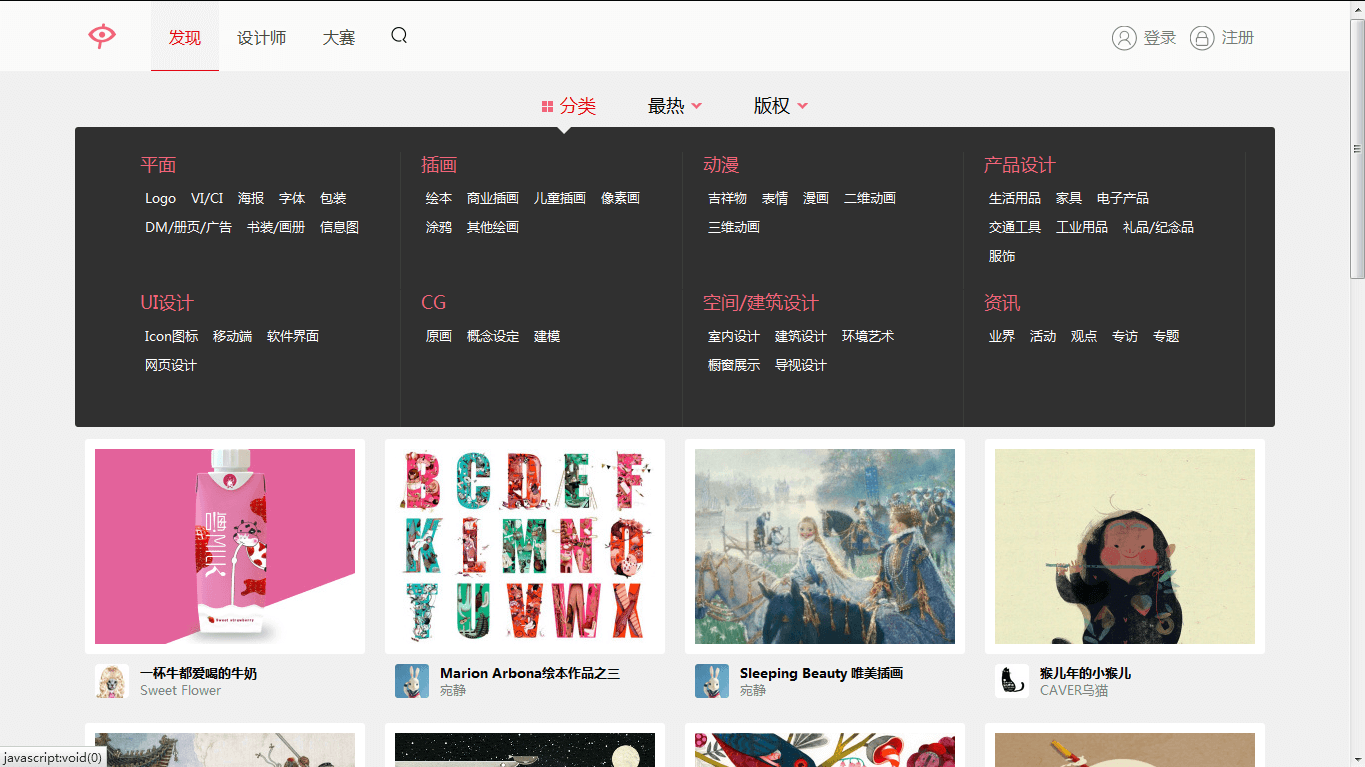 发现 设计师 大赛 登录 注册
分类 最热 版权
平面 插画 动漫 产品设计
Logo VI/CI 海报 字体 包装 绘本 商业插画 儿童插画 像素画 吉祥物 表情 漫画 二维动画 生活用品 家具 电子产品
DM/册页/广告 书装/画册 信息图 涂鸦 其他绘画 三维动画 交通工具 工业用品 礼品/纪念品
服饰
UI设计 CG 空间/建筑设计 资讯
Icon图标 移动端 软件界面 原画 概念设定 建模 室内设计 建筑设计 环境艺术 业界 活动 观点 专访 专题
网页设计 橱窗展示 导视设计
MILK
Sweet strawberry
B C D E F
K L M N O
T U V W X
一杯牛都爱喝的牛奶 Marion Arbona绘本作品之三 Sleeping Beauty 唯美插画 猴儿年的小猴儿
Sweet Flower 宛静 宛静 CAVER乌猫
javascript:void(0)